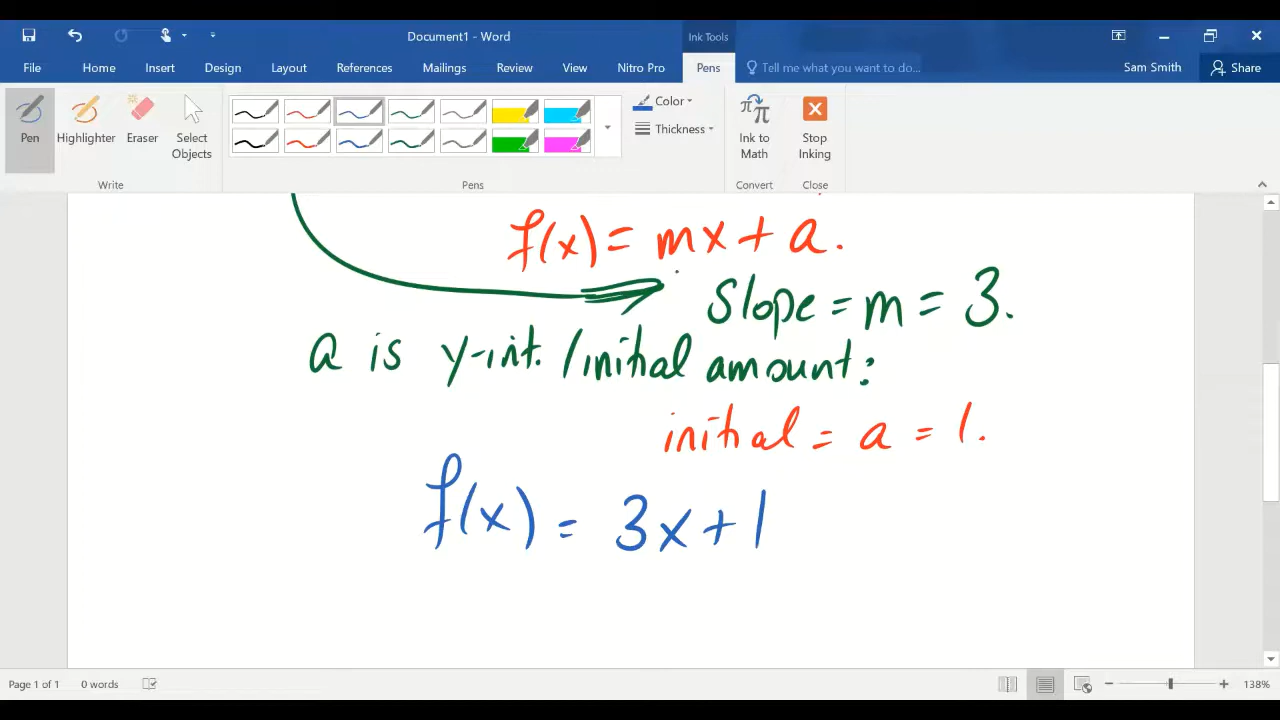 Document1 - Word
Ink Tools
File Home Insert Design Layout References Mailings Review View Nitro Pro Pens Tell me what you want to do... Sam Smith Share
Pen Highlighter Eraser Select Objects
Color
Thickness
Ink to Math
Stop Inking
Write Pens Convert Close
f(x) = mx + a.
Slope = m = 3.
a is y-int. / initial amount:
initial = a = 1.
f(x) = 3x + 1
Page 1 of 1 0 words 138%